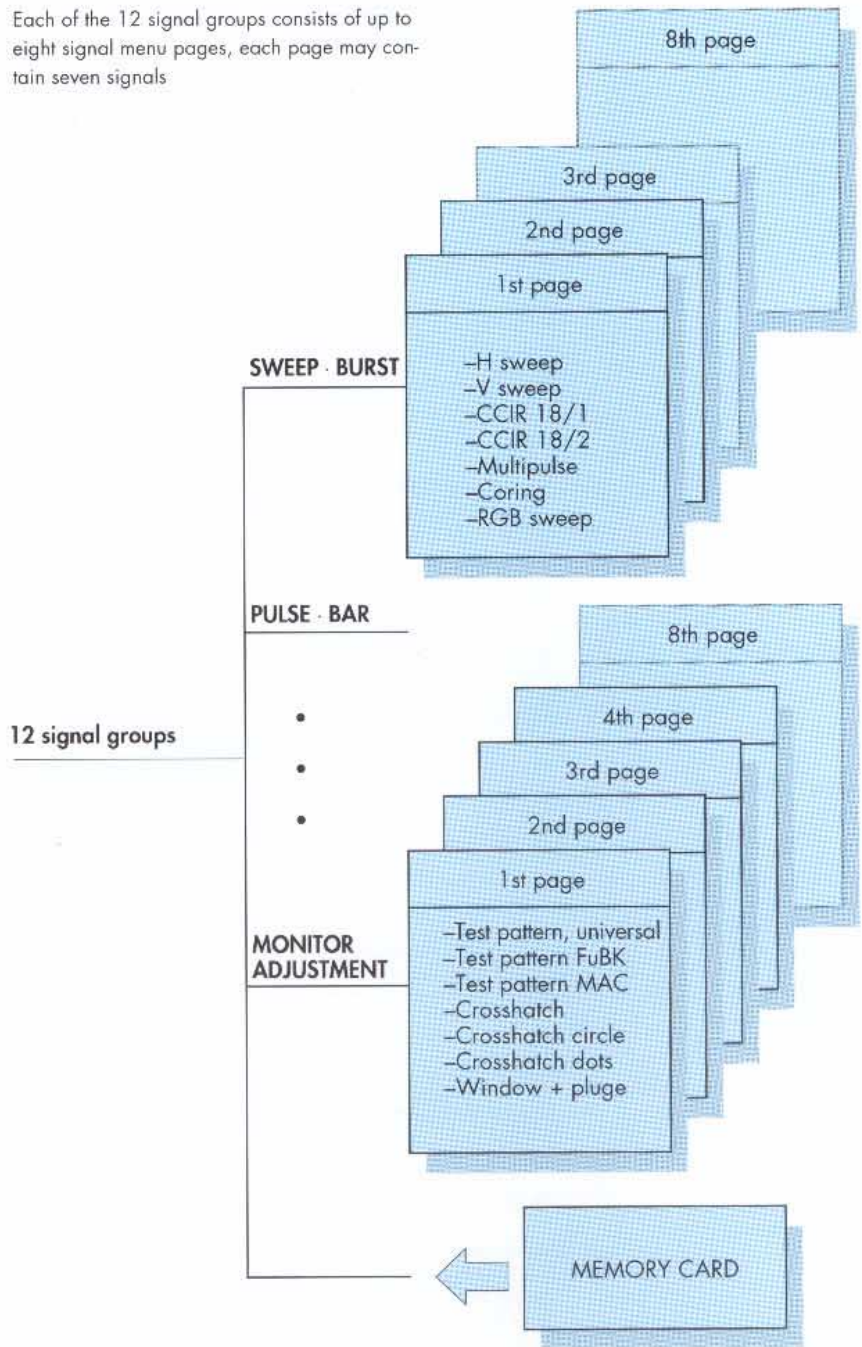 Each of the 12 signal groups consists of up to
eight signal menu pages, each page may con-
tain seven signals
8th page
3rd page
2nd page
1st page
SWEEP · BURST
–H sweep
–V sweep
–CCIR 18/1
–CCIR 18/2
–Multipulse
–Coring
–RGB sweep
PULSE · BAR
8th page
4th page
12 signal groups
3rd page
2nd page
1st page
MONITOR
ADJUSTMENT
–Test pattern, universal
–Test pattern FuBK
–Test pattern MAC
–Crosshatch
–Crosshatch circle
–Crosshatch dots
–Window + pluge
MEMORY CARD